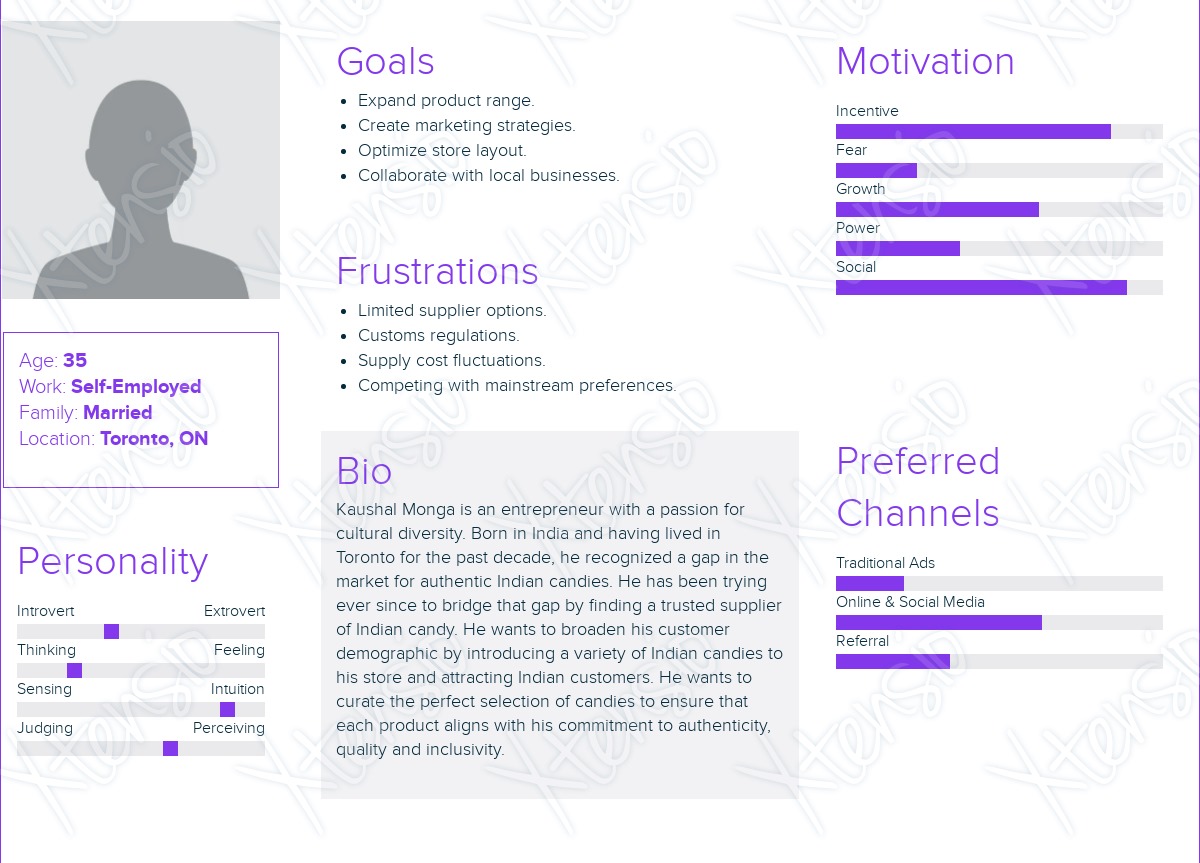 Age: 35
Work: Self-Employed
Family: Married
Location: Toronto, ON
Personality
Introvert Extrovert
Thinking Feeling
Sensing Intuition
Judging Perceiving
Goals
• Expand product range.
• Create marketing strategies.
• Optimize store layout.
• Collaborate with local businesses.
Frustrations
• Limited supplier options.
• Customs regulations.
• Supply cost fluctuations.
• Competing with mainstream preferences.
Bio
Kaushal Monga is an entrepreneur with a passion for
cultural diversity. Born in India and having lived in
Toronto for the past decade, he recognized a gap in the
market for authentic Indian candies. He has been trying
ever since to bridge that gap by finding a trusted supplier
of Indian candy. He wants to broaden his customer
demographic by introducing a variety of Indian candies to
his store and attracting Indian customers. He wants to
curate the perfect selection of candies to ensure that
each product aligns with his commitment to authenticity,
quality and inclusivity.
Motivation
Incentive
Fear
Growth
Power
Social
Preferred
Channels
Traditional Ads
Online & Social Media
Referral
Xtensio